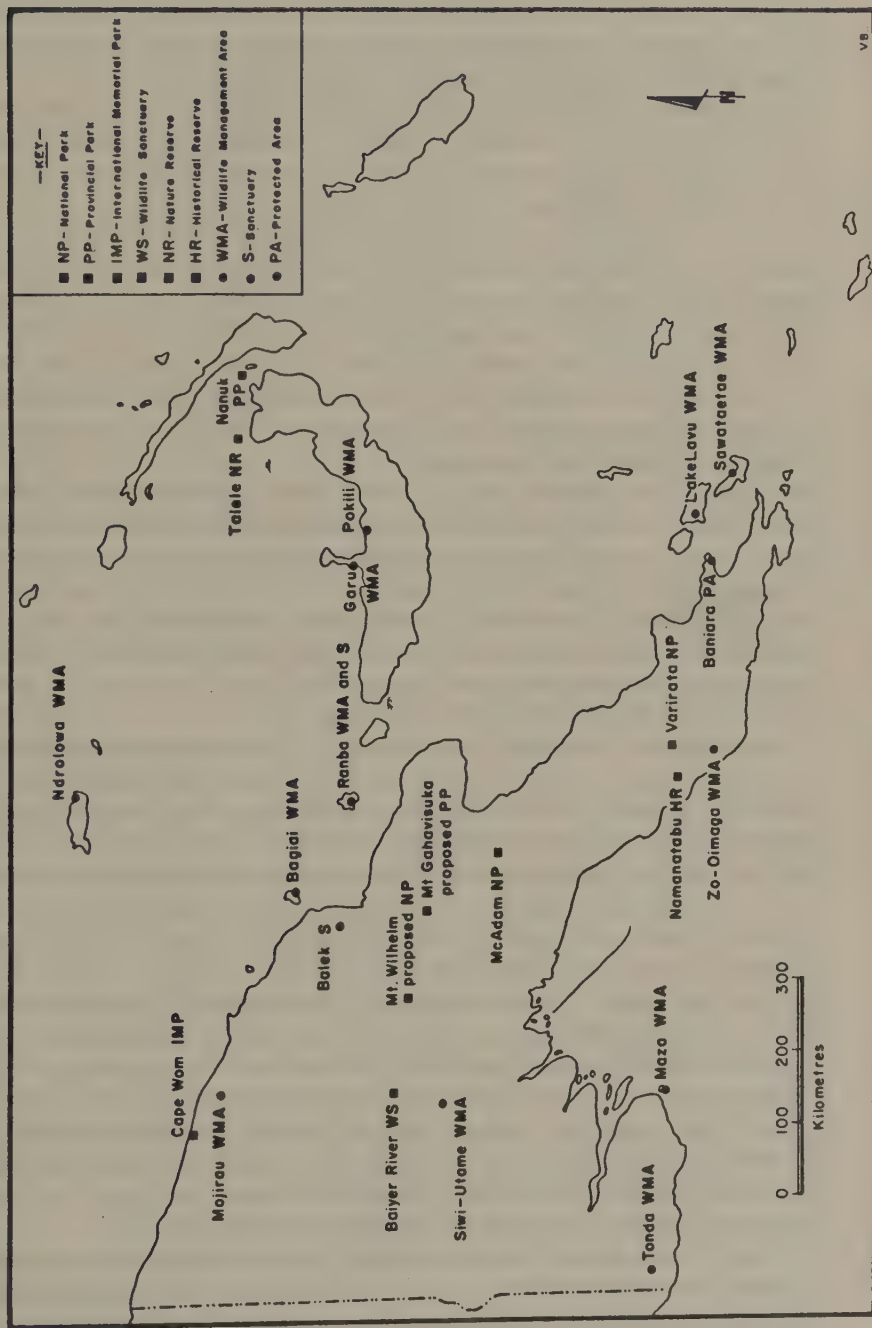 —KEY—
NP-National Park
PP-Provincial Park
IMP-International Memorial Park
WS-Wildlife Sanctuary
NR-Nature Reserve
HR-Historical Reserve
WMA-Wildlife Management Area
S-Sanctuary
PA-Protected Area
Ndrolowa WMA
Cape Wom IMP
Mojirau WMA
Talele NR
Nanuk
PP
Bagiai WMA
Pokili WMA
Garu
WMA
Ranba WMA and S
Balek S
Baiyer River WS
Mt. Wilhelm
proposed NP
Mt Gahavisuka
proposed PP
Siwi-Utame WMA
McAdam NP
N
Tonda WMA
Maza WMA
Namanatabu HR
Varirata NP
Zo-Oimaga WMA
Baniara PA
LakeLavu WMA
Sawataetae WMA
0 100 200 300
Kilometres
VB